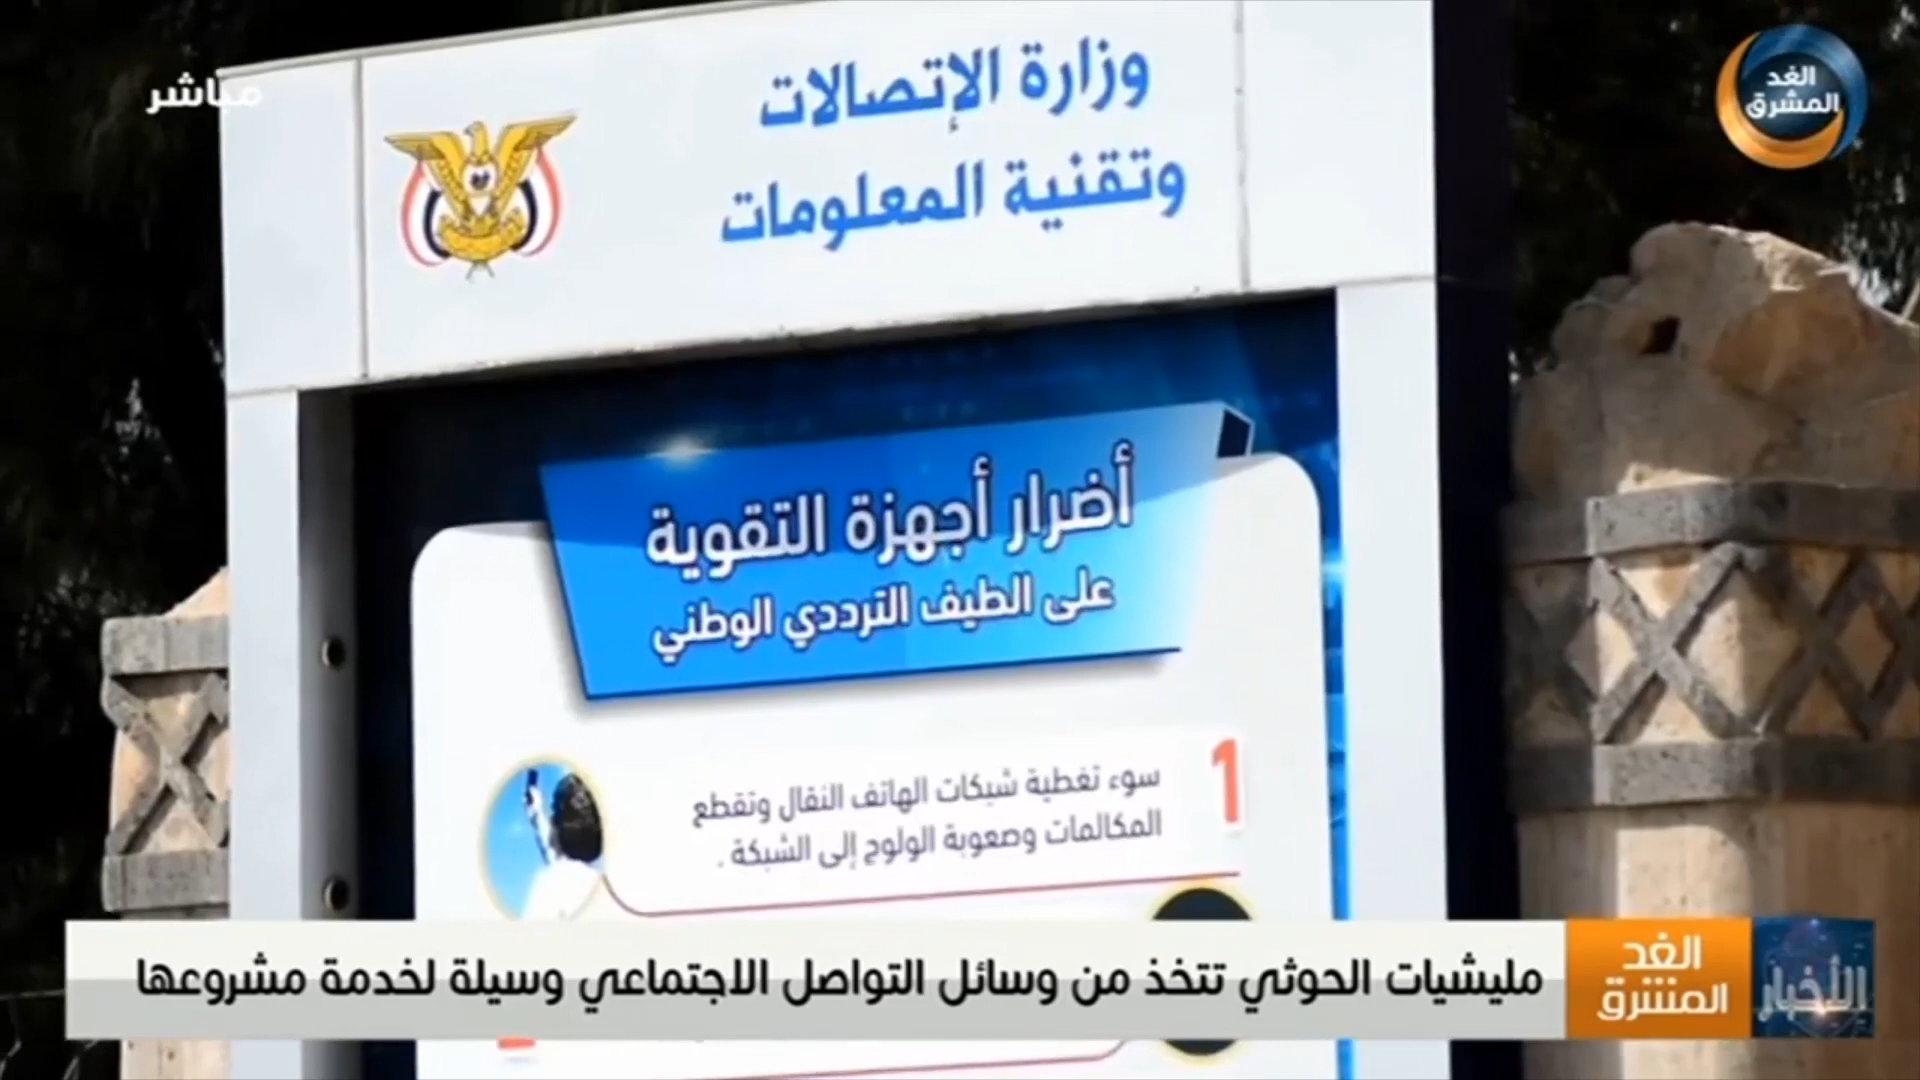 مباشر
الغد
المشرق
وزارة الإتصالات
وتقنية المعلومات
أضرار أجهزة التقوية
على الطيف الترددي الوطني
1
سوء تغطية شبكات الهاتف النقال وتقطع
المكالمات وصعوبة الولوج إلى الشبكة .
مليشيات الحوثي تتخذ من وسائل التواصل الاجتماعي وسيلة لخدمة مشروعها
الغد
المشرق
الأخبار